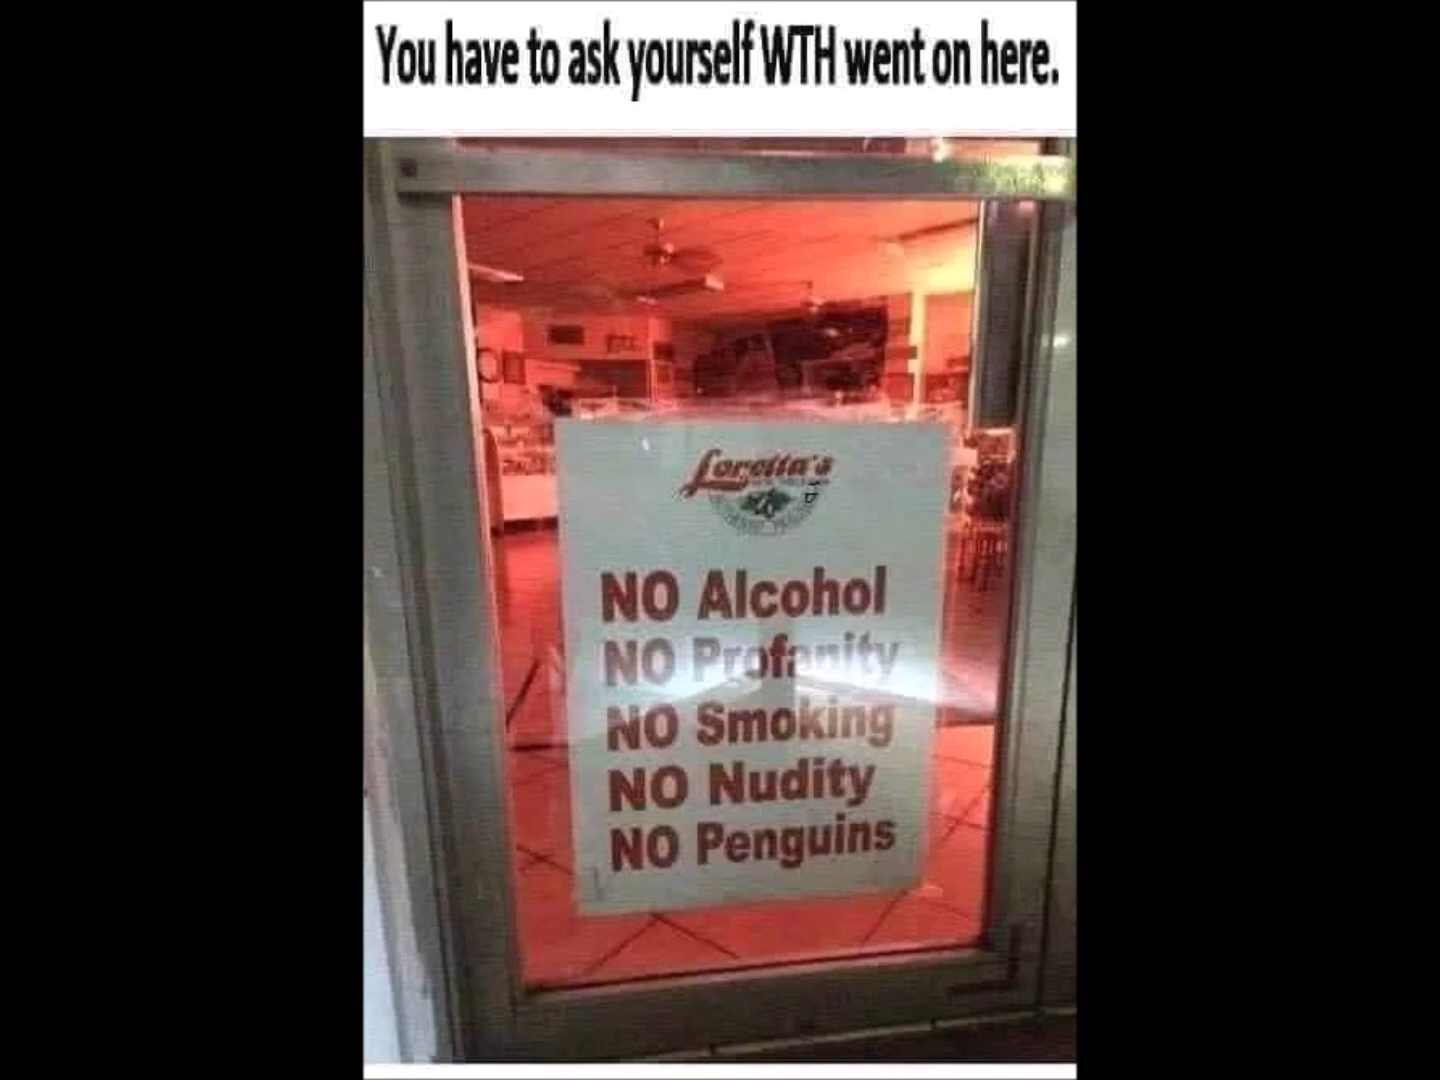 You have to ask yourself WTH went on here.
Loretta's
NO Alcohol
NO Profanity
NO Smoking
NO Nudity
NO Penguins